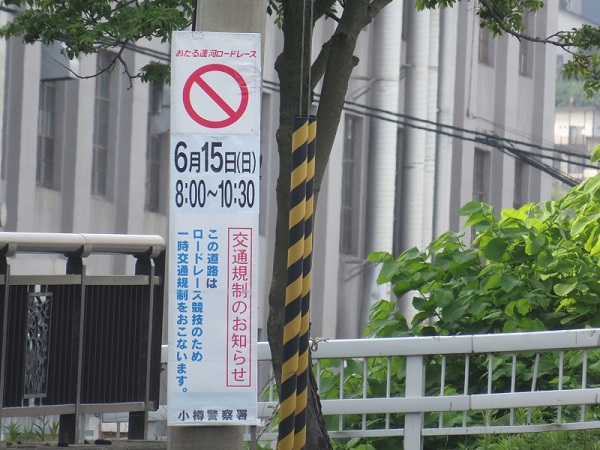 おたる運河ロードレース
6月15日(日)
8:00～10:30
交通規制のお知らせ
この道路は
ロードレース競技のため
一時交通規制をおこないます。
小樽警察署